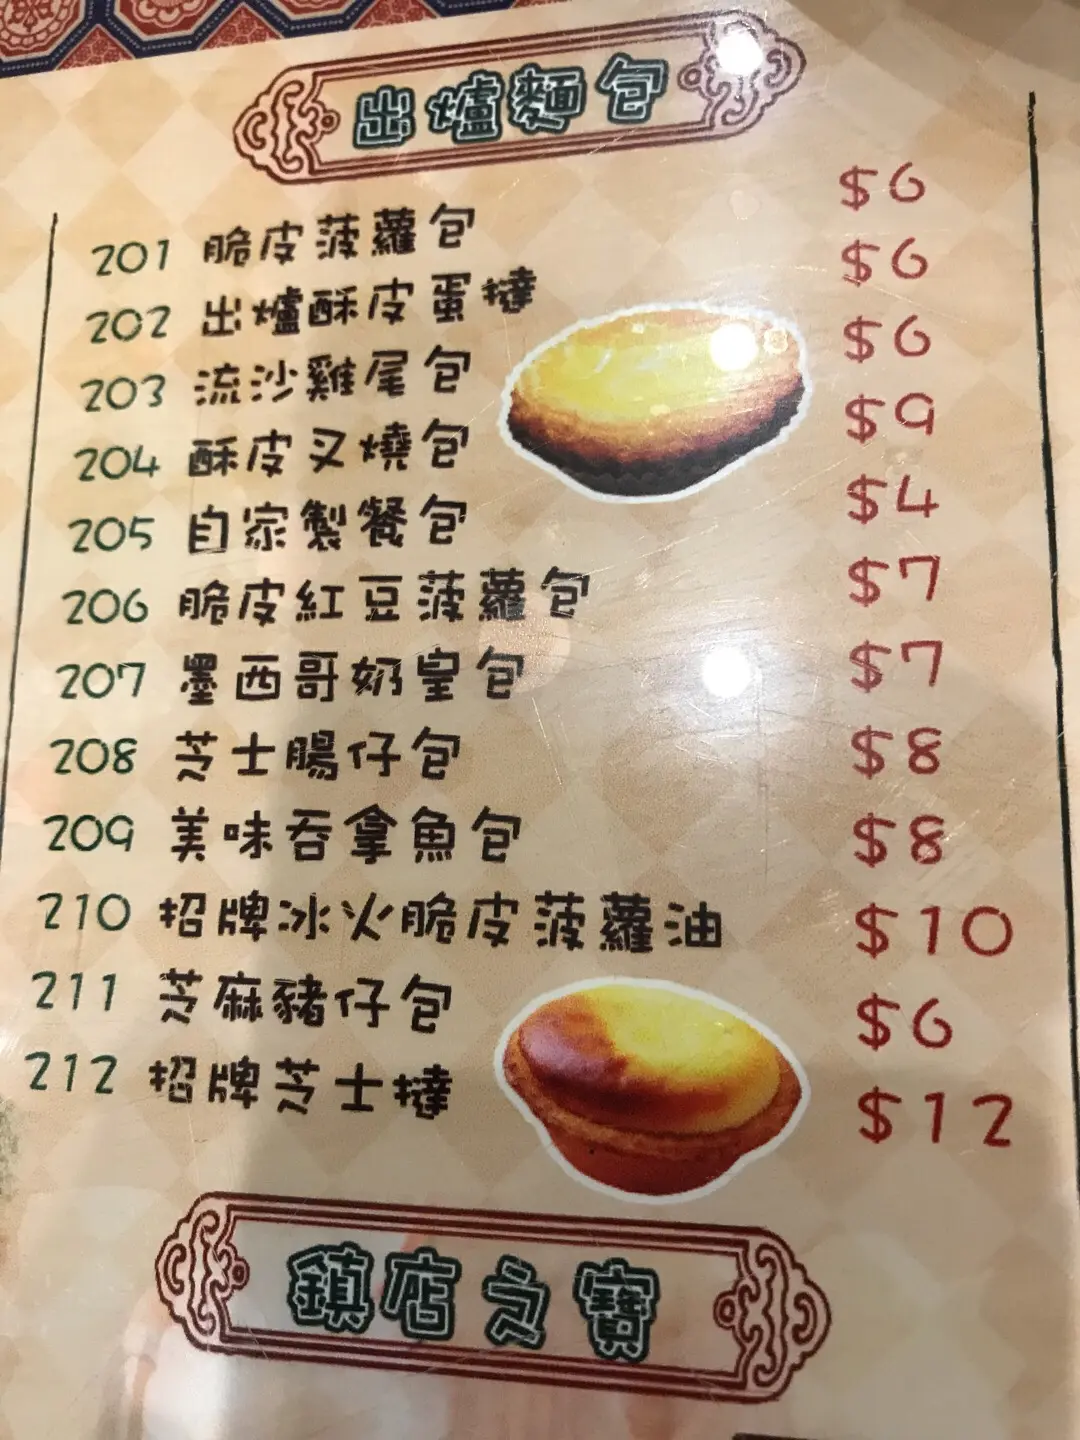 出爐麵包
201 脆皮菠蘿包 $6
202 出爐酥皮蛋撻 $6
203 流沙雞尾包 $6
204 酥皮叉燒包 $9
205 自家製餐包 $4
206 脆皮紅豆菠蘿包 $7
207 墨西哥奶皇包 $7
208 芝士腸仔包 $8
209 美味吞拿魚包 $8
210 招牌冰火脆皮菠蘿油 $10
211 芝麻豬仔包 $6
212 招牌芝士撻 $12
鎮店之寶